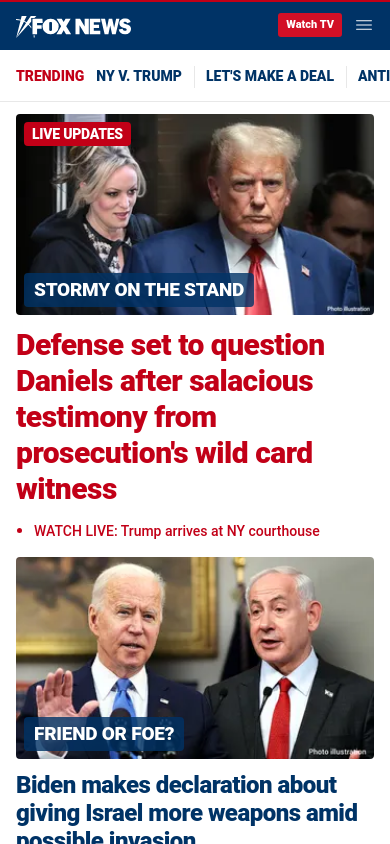 FOX NEWS
Watch TV
TRENDING NY V. TRUMP LET'S MAKE A DEAL ANTI
LIVE UPDATES
STORMY ON THE STAND
Photo illustration
Defense set to question
Daniels after salacious
testimony from
prosecution's wild card
witness
• WATCH LIVE: Trump arrives at NY courthouse
FRIEND OR FOE?
Photo illustration
Biden makes declaration about
giving Israel more weapons amid
possible invasion